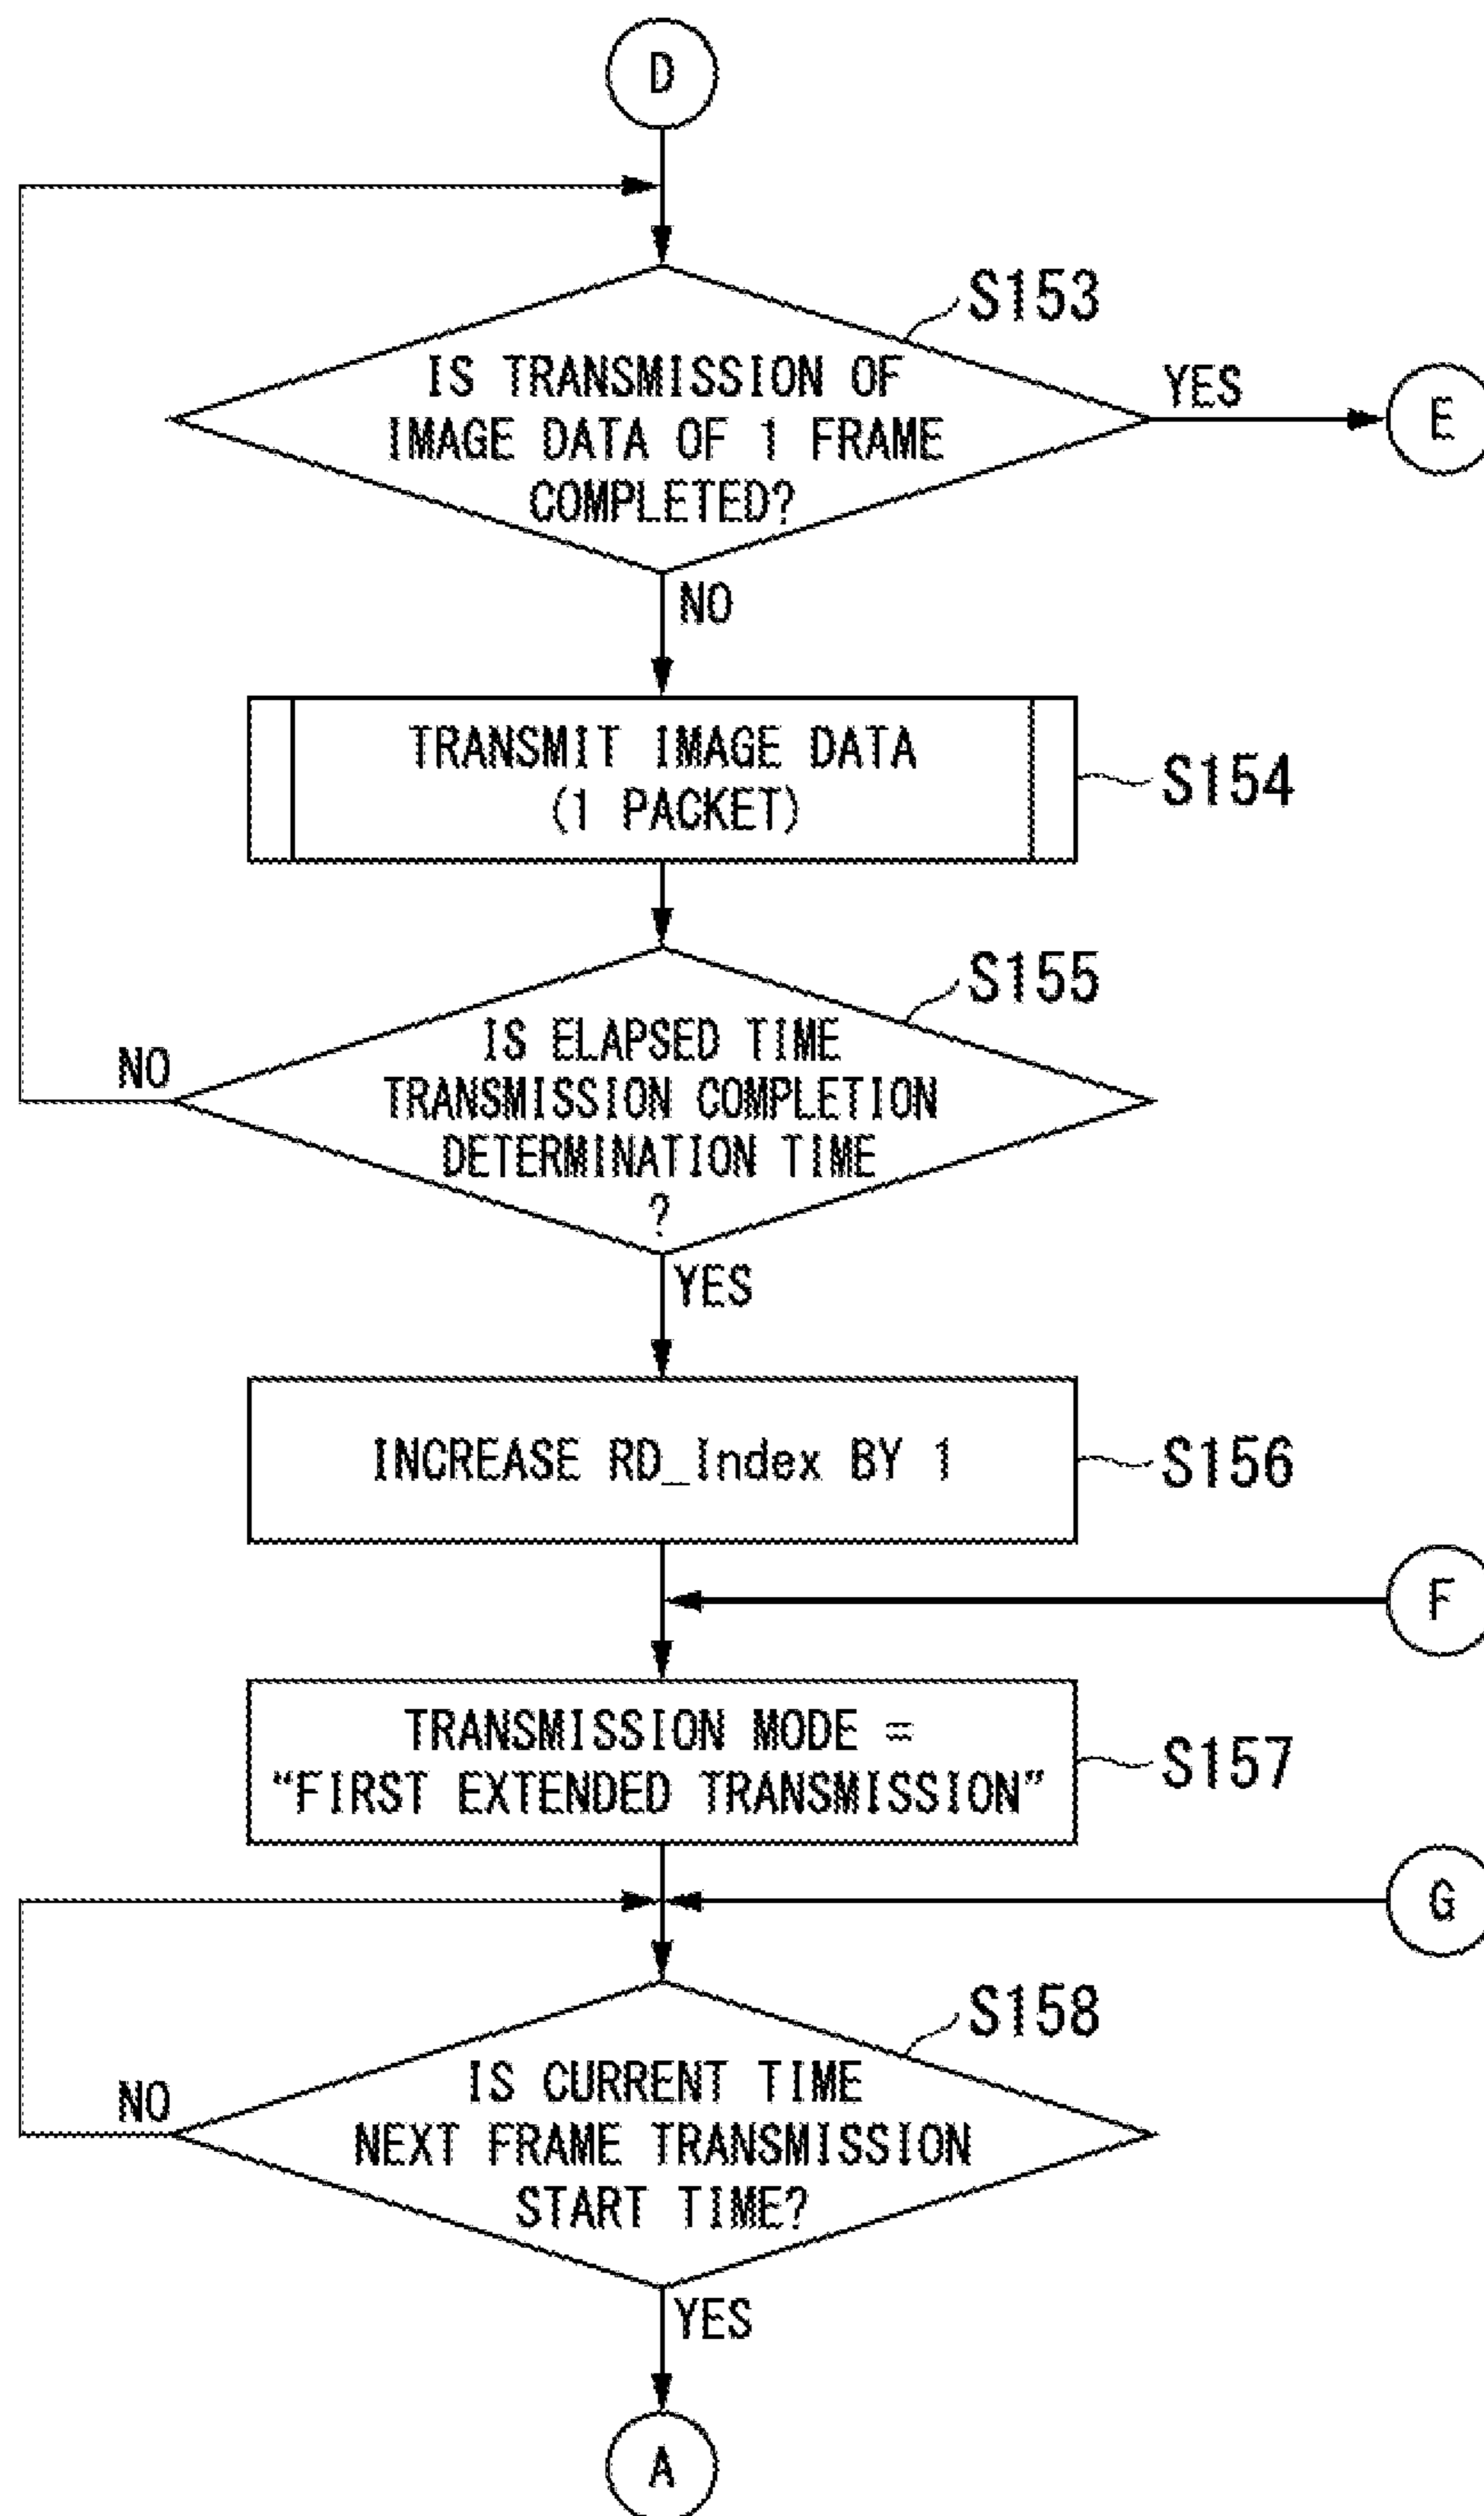 D
S153
IS TRANSMISSION OF
IMAGE DATA OF 1 FRAME
COMPLETED?
YES
E
NO
TRANSMIT IMAGE DATA
(1 PACKET)
S154
S155
IS ELAPSED TIME
TRANSMISSION COMPLETION
DETERMINATION TIME
?
NO
YES
INCREASE RD_Index BY 1
S156
F
TRANSMISSION MODE =
“FIRST EXTENDED TRANSMISSION”
S157
G
S158
IS CURRENT TIME
NEXT FRAME TRANSMISSION
START TIME?
NO
YES
A